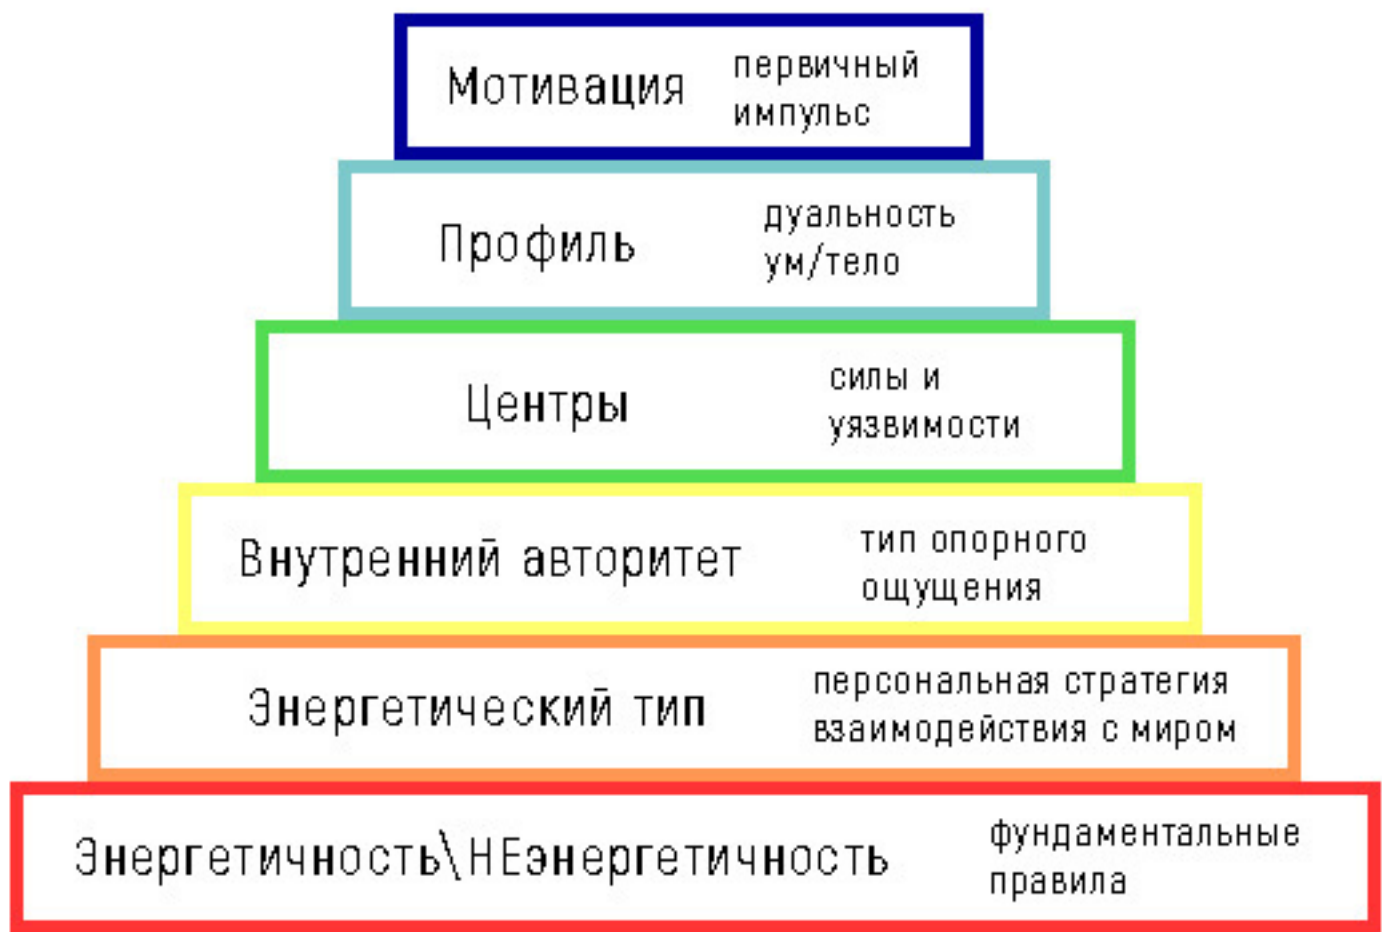 Мотивация
первичный
импульс
Профиль
дуальность
ум/тело
Центры
силы и
уязвимости
Внутренний авторитет
тип опорного
ощущения
Энергетический тип
персональная стратегия
взаимодействия с миром
Энергетичность\НЕэнергетичность
фундаментальные
правила